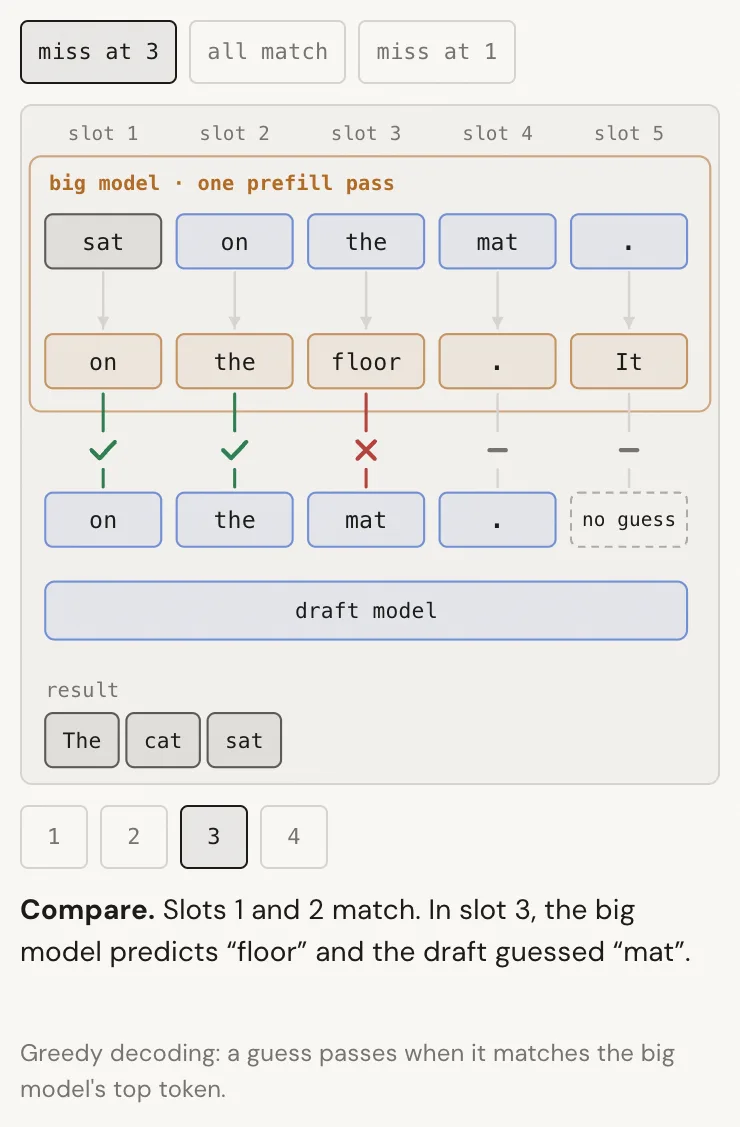 miss at 3 all match miss at 1
slot 1 slot 2 slot 3 slot 4 slot 5
big model · one prefill pass
sat on the mat .
on the floor . It
on the mat . no guess
draft model
result
The cat sat
1 2 3 4
Compare. Slots 1 and 2 match. In slot 3, the big
model predicts “floor” and the draft guessed “mat”.
Greedy decoding: a guess passes when it matches the big
model's top token.